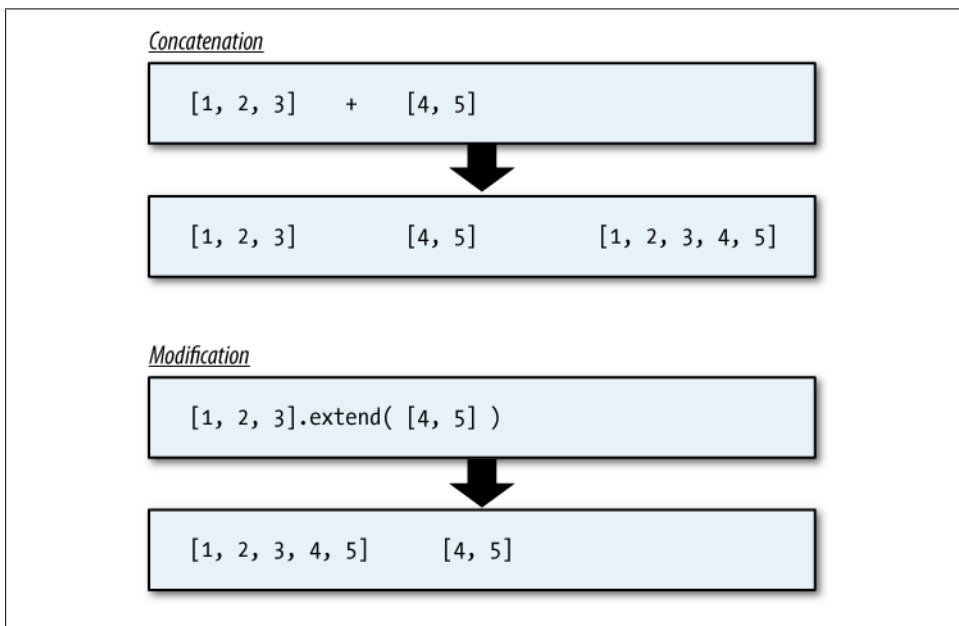 Concatenation
[1, 2, 3] + [4, 5]
[1, 2, 3] [4, 5] [1, 2, 3, 4, 5]
Modification
[1, 2, 3].extend( [4, 5] )
[1, 2, 3, 4, 5] [4, 5]